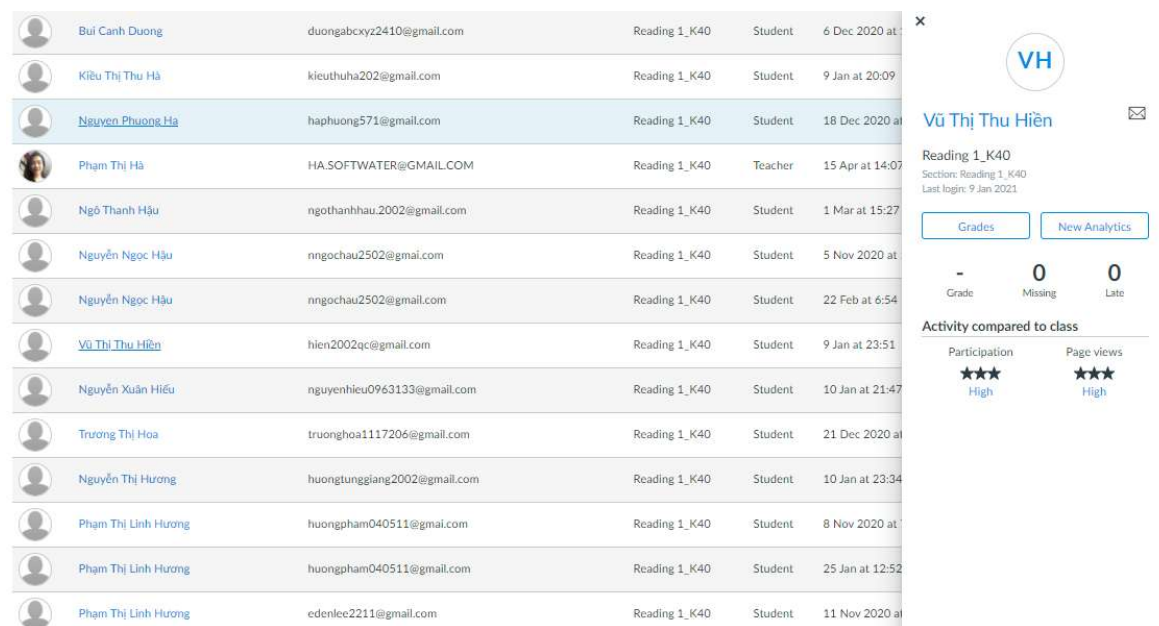 Bui Canh Duong duongabcxyz2410@gmail.com Reading 1_K40 Student 6 Dec 2020 at
Kiều Thị Thu Hà kieuthuha202@gmail.com Reading 1_K40 Student 9 Jan at 20:09
Nguyen Phuong Ha haphuong571@gmail.com Reading 1_K40 Student 18 Dec 2020 at
Phạm Thị Hà HA.SOFTWATER@GMAIL.COM Reading 1_K40 Teacher 15 Apr at 14:07
Ngô Thanh Hậu ngothanhhau.2002@gmail.com Reading 1_K40 Student 1 Mar at 15:27
Nguyễn Ngọc Hậu nngochau2502@gmai.com Reading 1_K40 Student 5 Nov 2020 at
Nguyễn Ngọc Hậu nngochau2502@gmail.com Reading 1_K40 Student 22 Feb at 6:54
Vũ Thị Thu Hiền hien2002qc@gmail.com Reading 1_K40 Student 9 Jan at 23:51
Nguyễn Xuân Hiếu nguyenhieu0963133@gmail.com Reading 1_K40 Student 10 Jan at 21:47
Trương Thị Hoa truonghoa1117206@gmail.com Reading 1_K40 Student 21 Dec 2020 at
Nguyễn Thị Hương huongtunggiang2002@gmail.com Reading 1_K40 Student 10 Jan at 23:34
Phạm Thị Linh Hương huongpham040511@gmai.com Reading 1_K40 Student 8 Nov 2020 at
Phạm Thị Linh Hương huongpham040511@gmail.com Reading 1_K40 Student 25 Jan at 12:52
Phạm Thị Linh Hương edenlee2211@gmail.com Reading 1_K40 Student 11 Nov 2020 at
×
VH
Vũ Thị Thu Hiền
Reading 1_K40
Section: Reading 1_K40
Last login: 9 Jan 2021
Grades New Analytics
- 0 0
Grade Missing Late
Activity compared to class
Participation Page views
★★★ ★★★
High High